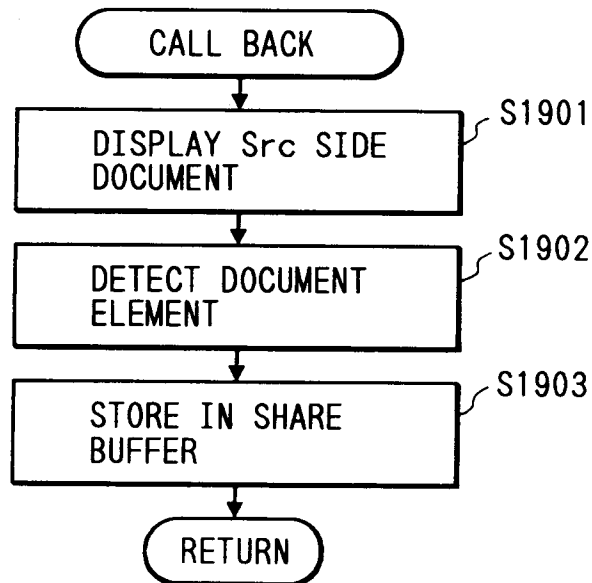 CALL BACK
S1901
DISPLAY Src SIDE
DOCUMENT
S1902
DETECT DOCUMENT
ELEMENT
S1903
STORE IN SHARE
BUFFER
RETURN